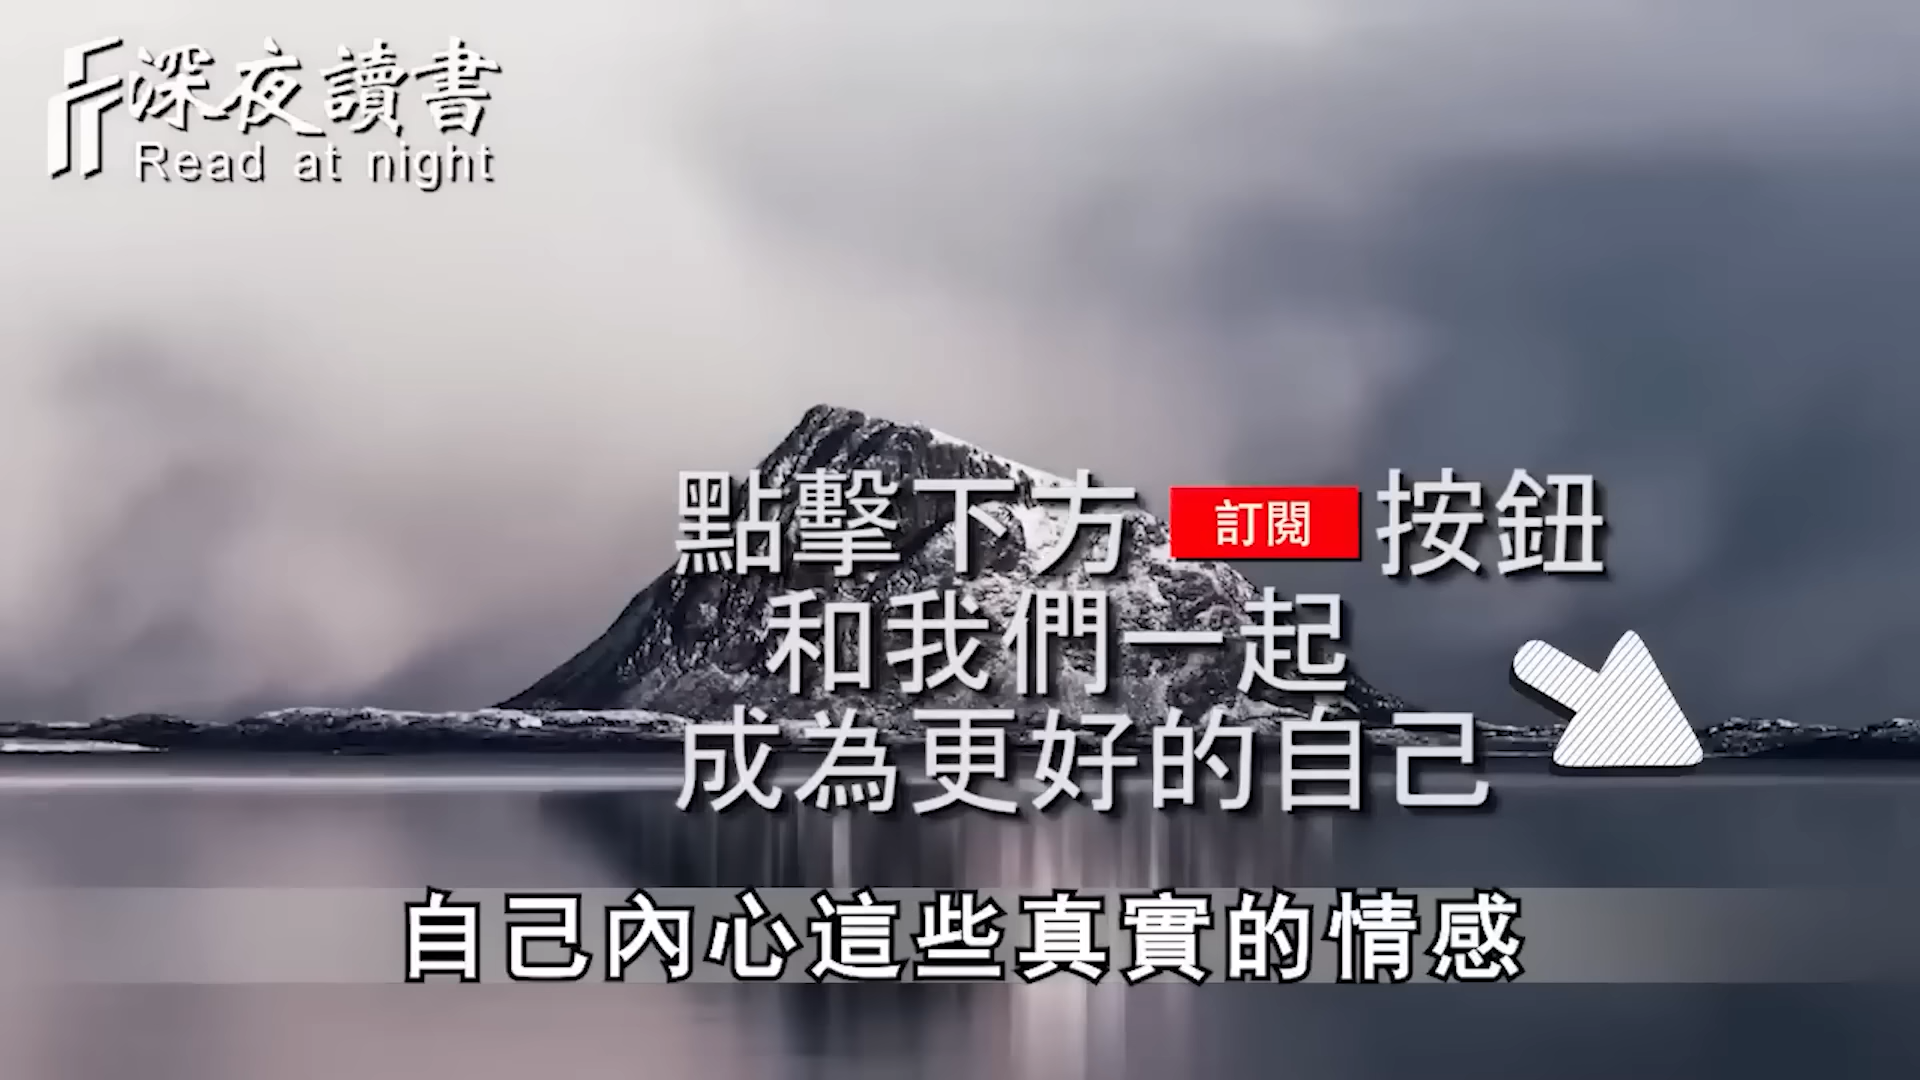 深夜讀書
Read at night
點擊下方 訂閱 按鈕
和我們一起
成為更好的自己
自己內心這些真實的情感